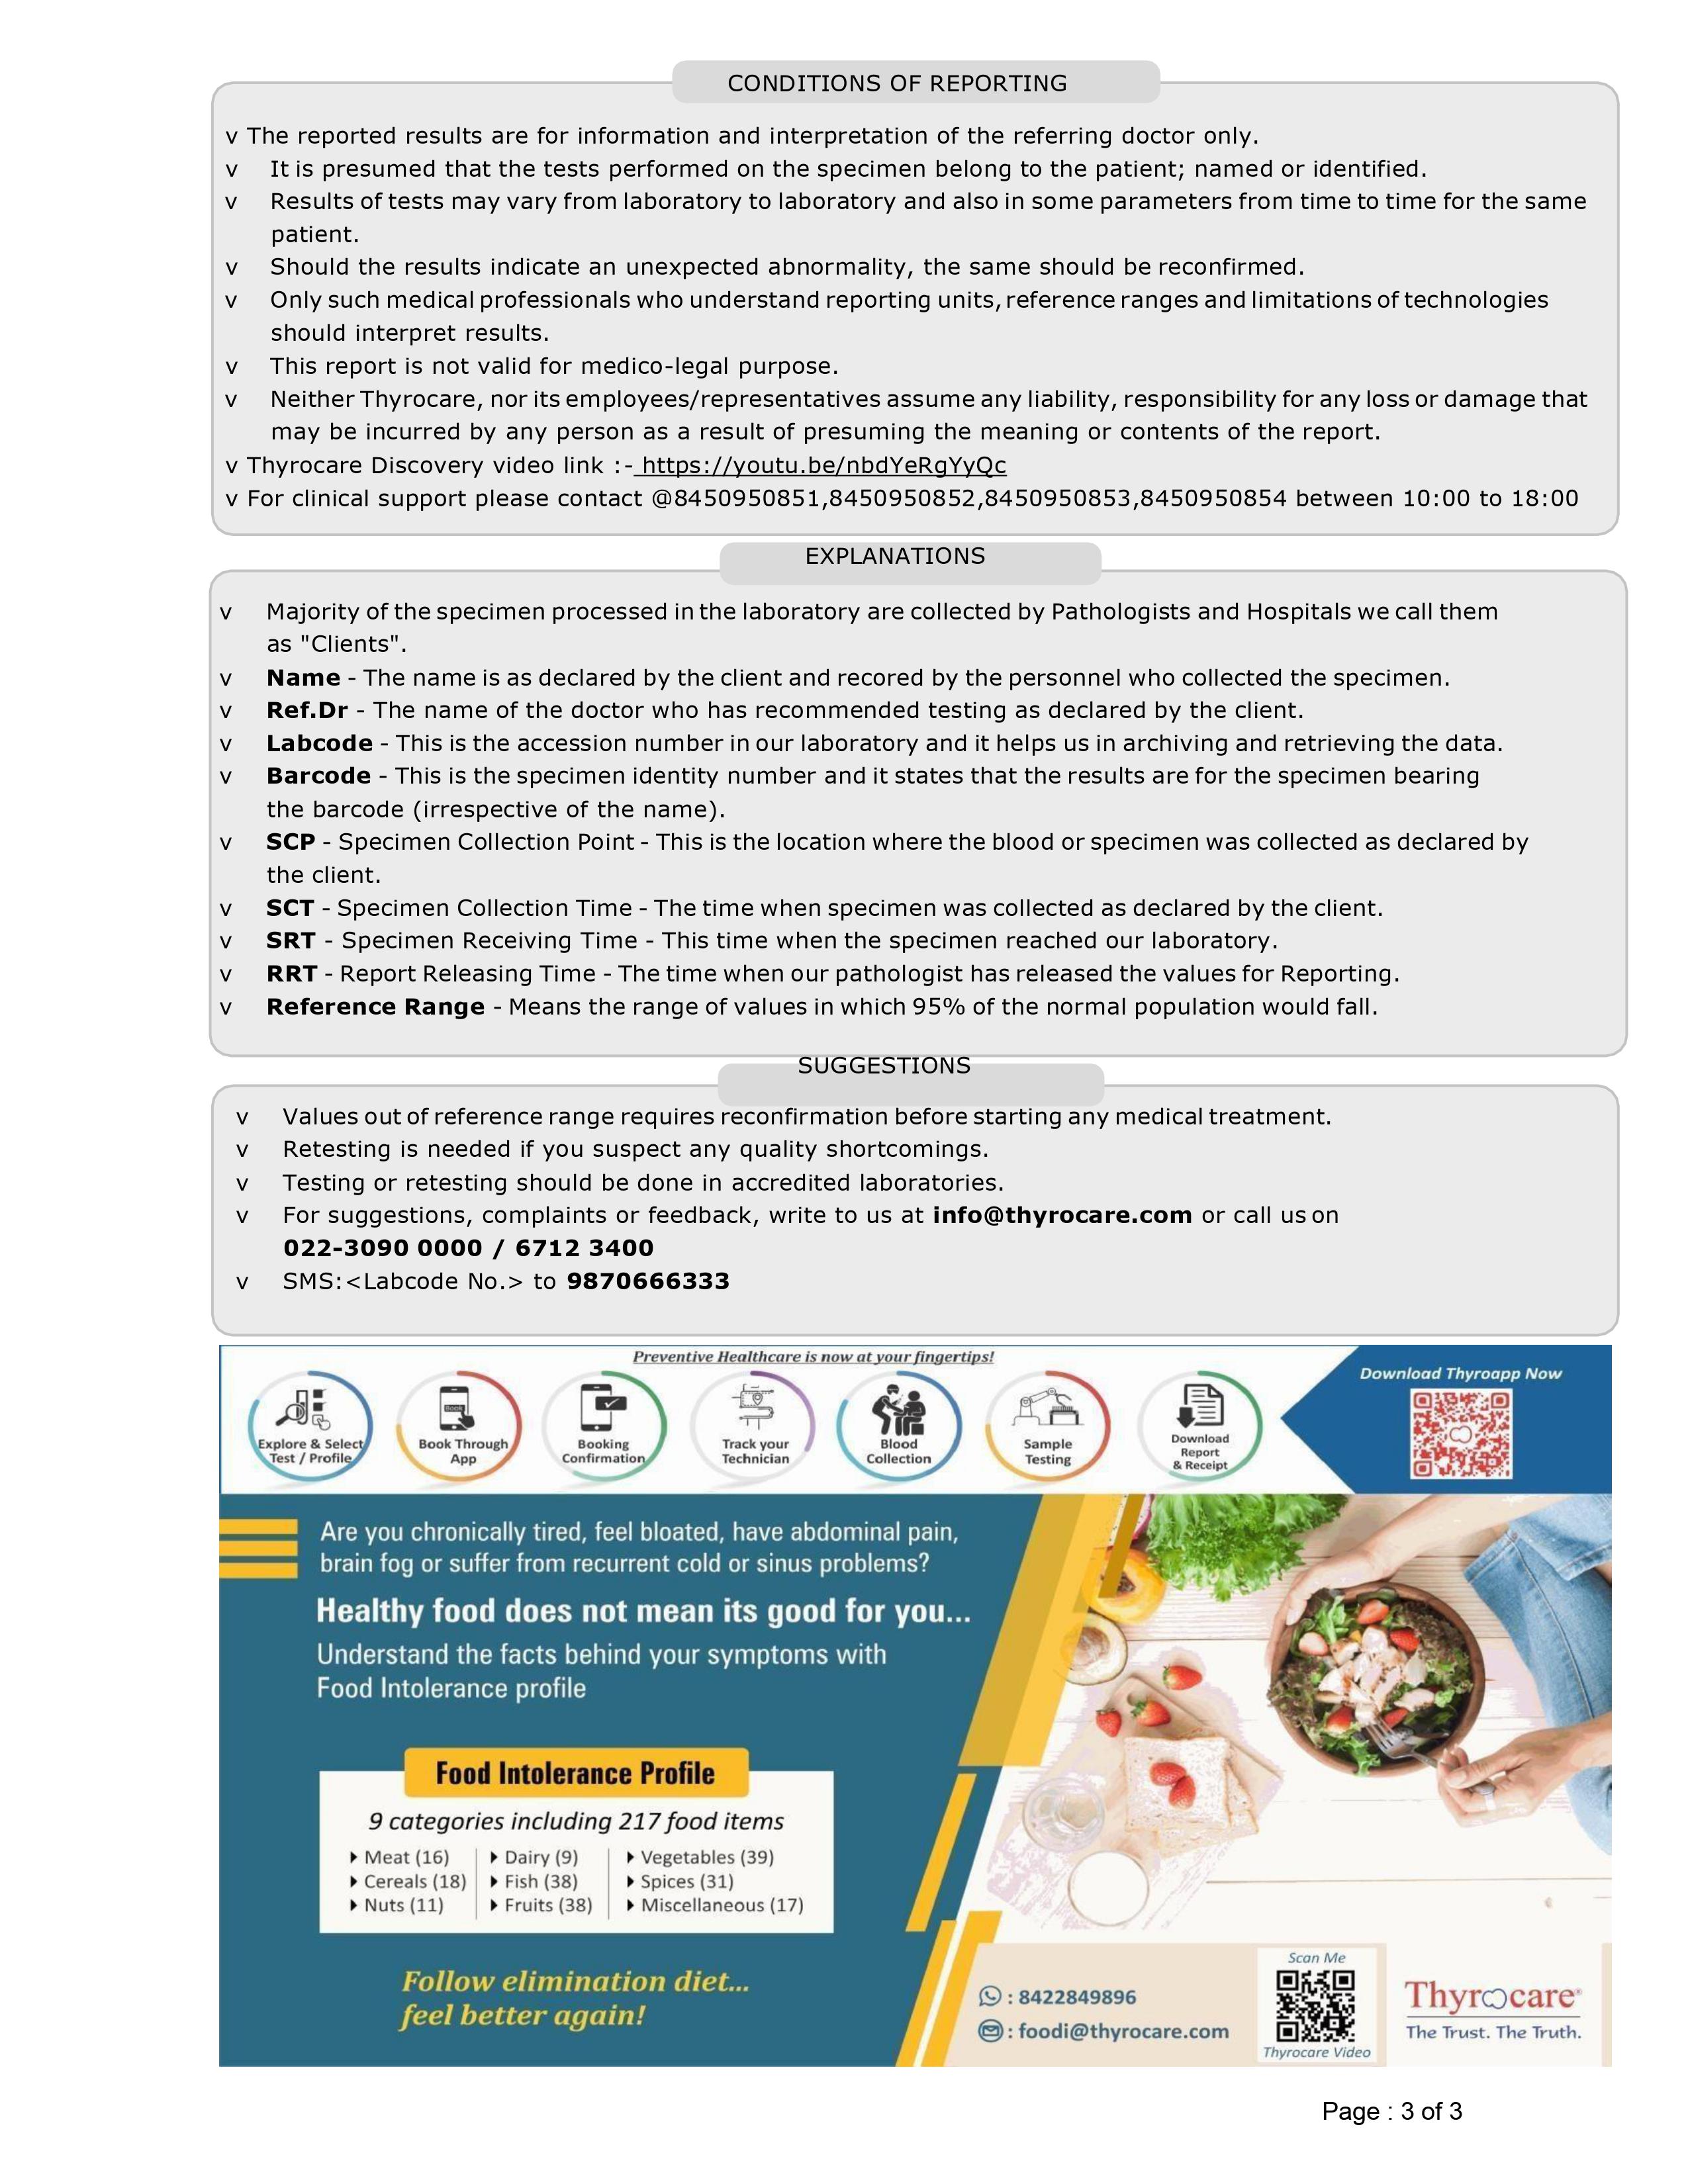 CONDITIONS OF REPORTING
v The reported results are for information and interpretation of the referring doctor only.
v It is presumed that the tests performed on the specimen belong to the patient; named or identified.
v Results of tests may vary from laboratory to laboratory and also in some parameters from time to time for the same
patient.
v Should the results indicate an unexpected abnormality, the same should be reconfirmed.
v Only such medical professionals who understand reporting units, reference ranges and limitations of technologies
should interpret results.
v This report is not valid for medico-legal purpose.
v Neither Thyrocare, nor its employees/representatives assume any liability, responsibility for any loss or damage that
may be incurred by any person as a result of presuming the meaning or contents of the report.
v Thyrocare Discovery video link :- https://youtu.be/nbdYeRgYyQc
v For clinical support please contact @8450950851,8450950852,8450950853,8450950854 between 10:00 to 18:00
EXPLANATIONS
v Majority of the specimen processed in the laboratory are collected by Pathologists and Hospitals we call them
as "Clients".
v Name - The name is as declared by the client and recored by the personnel who collected the specimen.
v Ref.Dr - The name of the doctor who has recommended testing as declared by the client.
v Labcode - This is the accession number in our laboratory and it helps us in archiving and retrieving the data.
v Barcode - This is the specimen identity number and it states that the results are for the specimen bearing
the barcode (irrespective of the name).
v SCP - Specimen Collection Point - This is the location where the blood or specimen was collected as declared by
the client.
v SCT - Specimen Collection Time - The time when specimen was collected as declared by the client.
v SRT - Specimen Receiving Time - This time when the specimen reached our laboratory.
v RRT - Report Releasing Time - The time when our pathologist has released the values for Reporting.
v Reference Range - Means the range of values in which 95% of the normal population would fall.
SUGGESTIONS
v Values out of reference range requires reconfirmation before starting any medical treatment.
v Retesting is needed if you suspect any quality shortcomings.
v Testing or retesting should be done in accredited laboratories.
v For suggestions, complaints or feedback, write to us at info@thyrocare.com or call us on
022-3090 0000 / 6712 3400
v SMS:<Labcode No.> to 9870666333
Preventive Healthcare is now at your fingertips!
Explore & Select
Test / Profile
Book
Book Through
App
Booking
Confirmation
Track your
Technician
Blood
Collection
Sample
Testing
Download
Report
& Receipt
Download Thyroapp Now
Are you chronically tired, feel bloated, have abdominal pain,
brain fog or suffer from recurrent cold or sinus problems?
Healthy food does not mean its good for you...
Understand the facts behind your symptoms with
Food Intolerance profile
Food Intolerance Profile
9 categories including 217 food items
Meat (16) Dairy (9) Vegetables (39)
Cereals (18) Fish (38) Spices (31)
Nuts (11) Fruits (38) Miscellaneous (17)
Follow elimination diet...
feel better again!
: 8422849896
: foodi@thyrocare.com
Scan Me
Thyrocare Video
Thyrocare®
The Trust. The Truth.
Page : 3 of 3